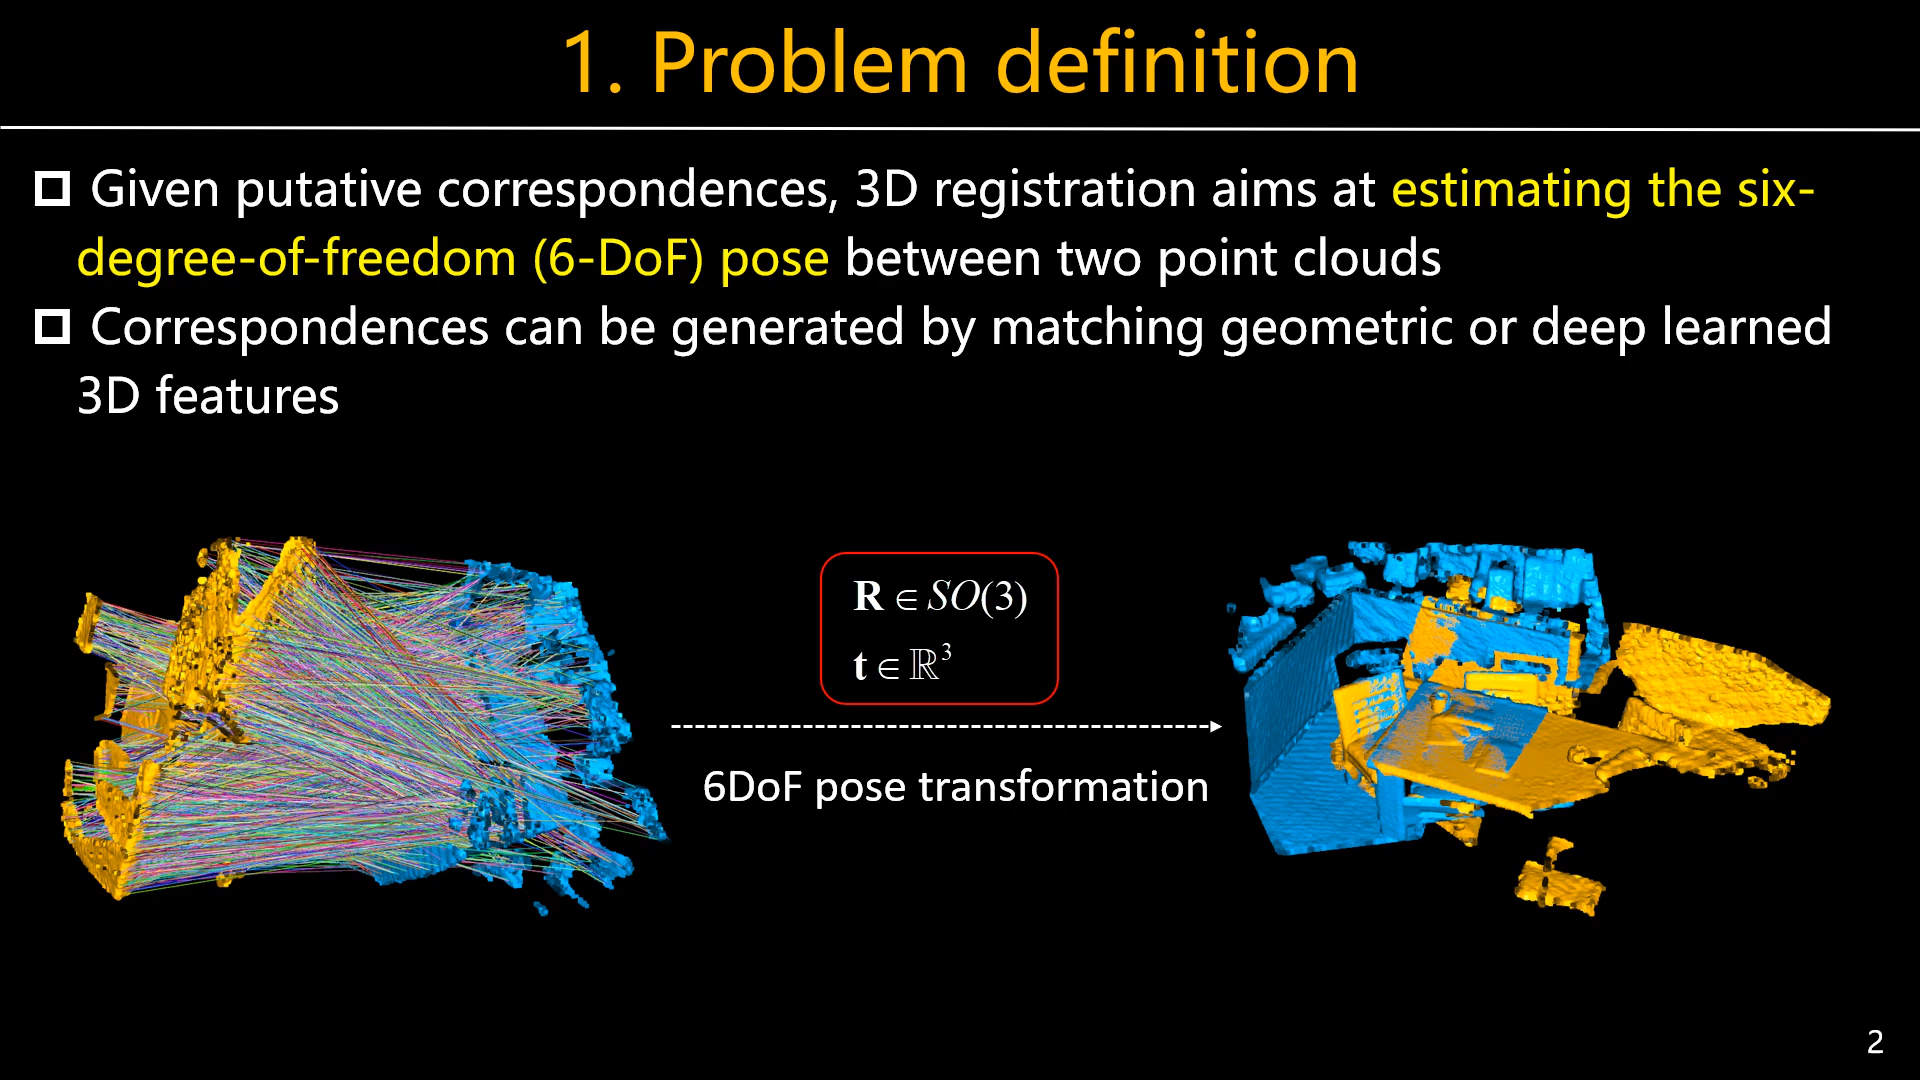 1. Problem definition
Given putative correspondences, 3D registration aims at estimating the six-
degree-of-freedom (6-DoF) pose between two point clouds
Correspondences can be generated by matching geometric or deep learned
3D features
R ∈ SO(3)
t ∈ ℝ³
6DoF pose transformation
2